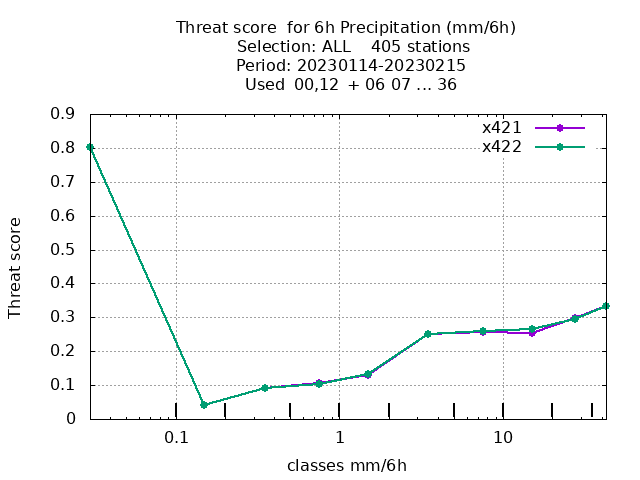 Threat score  for 6h Precipitation (mm/6h)
Selection: ALL    405 stations
Period: 20230114-20230215
Used  00,12  + 06 07 ... 36
x421
x422
Threat score
0.9
0.8
0.7
0.6
0.5
0.4
0.3
0.2
0.1
0
0.1 1 10
classes mm/6h